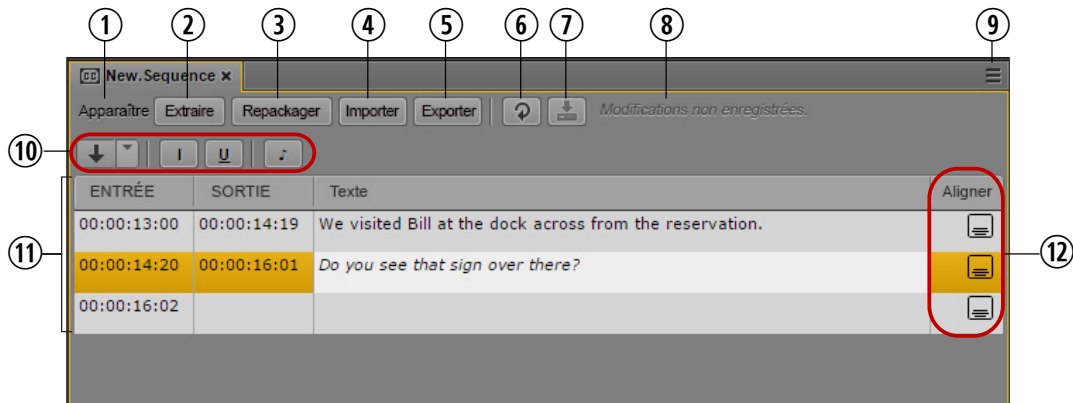 1 2 3 4 5 6 7 8 9
CC New.Sequence x
Apparaître Extraire Repackager Importer Exporter Modifications non enregistrées.
10 I U ♪
ENTRÉE SORTIE Texte Aligner
00:00:13:00 00:00:14:19 We visited Bill at the dock across from the reservation.
11 00:00:14:20 00:00:16:01 Do you see that sign over there? 12
00:00:16:02